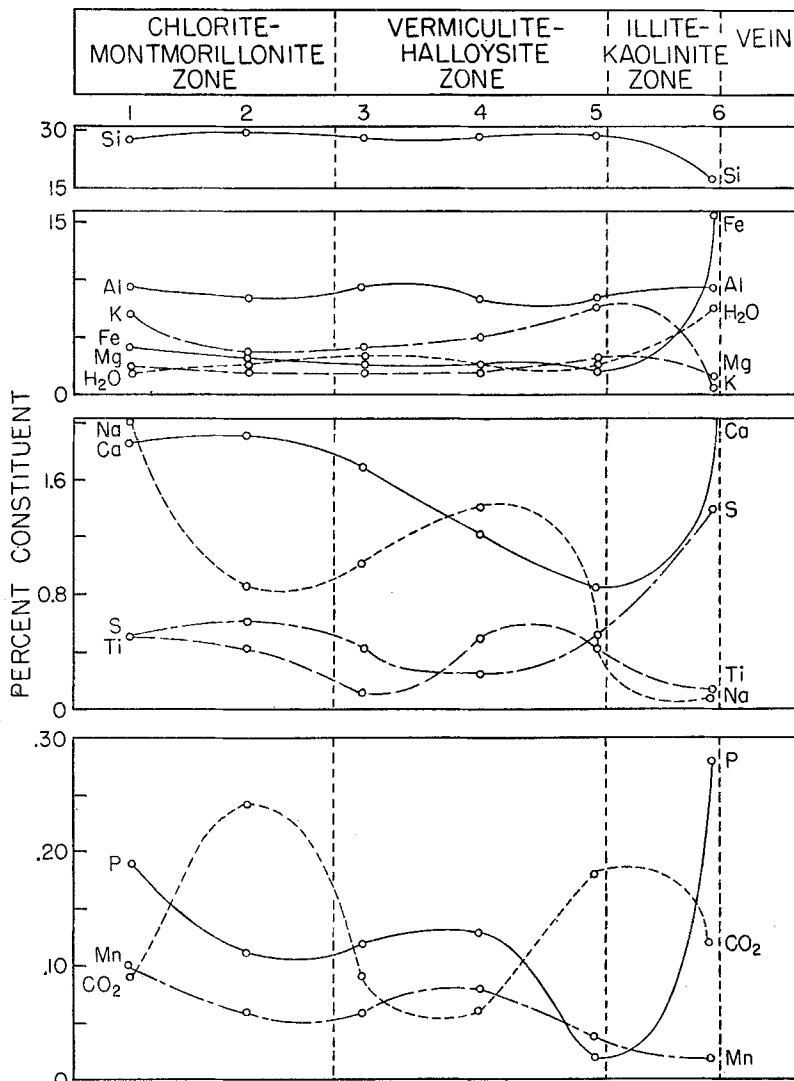 CHLORITE-
MONTMORILLONITE
ZONE
VERMICULITE-
HALLOYSITE
ZONE
ILLITE-
KAOLINITE
ZONE
VEIN
1 2 3 4 5 6
30
Si
15
Si
15
Fe
Al
Al
K
H2O
Fe
Mg
Mg
H2O
K
0
Na
Ca
Ca
1.6
S
0.8
S
Ti
Ti
Na
0
PERCENT CONSTITUENT
.30
P
.20
P
CO2
Mn
.10
CO2
Mn
0